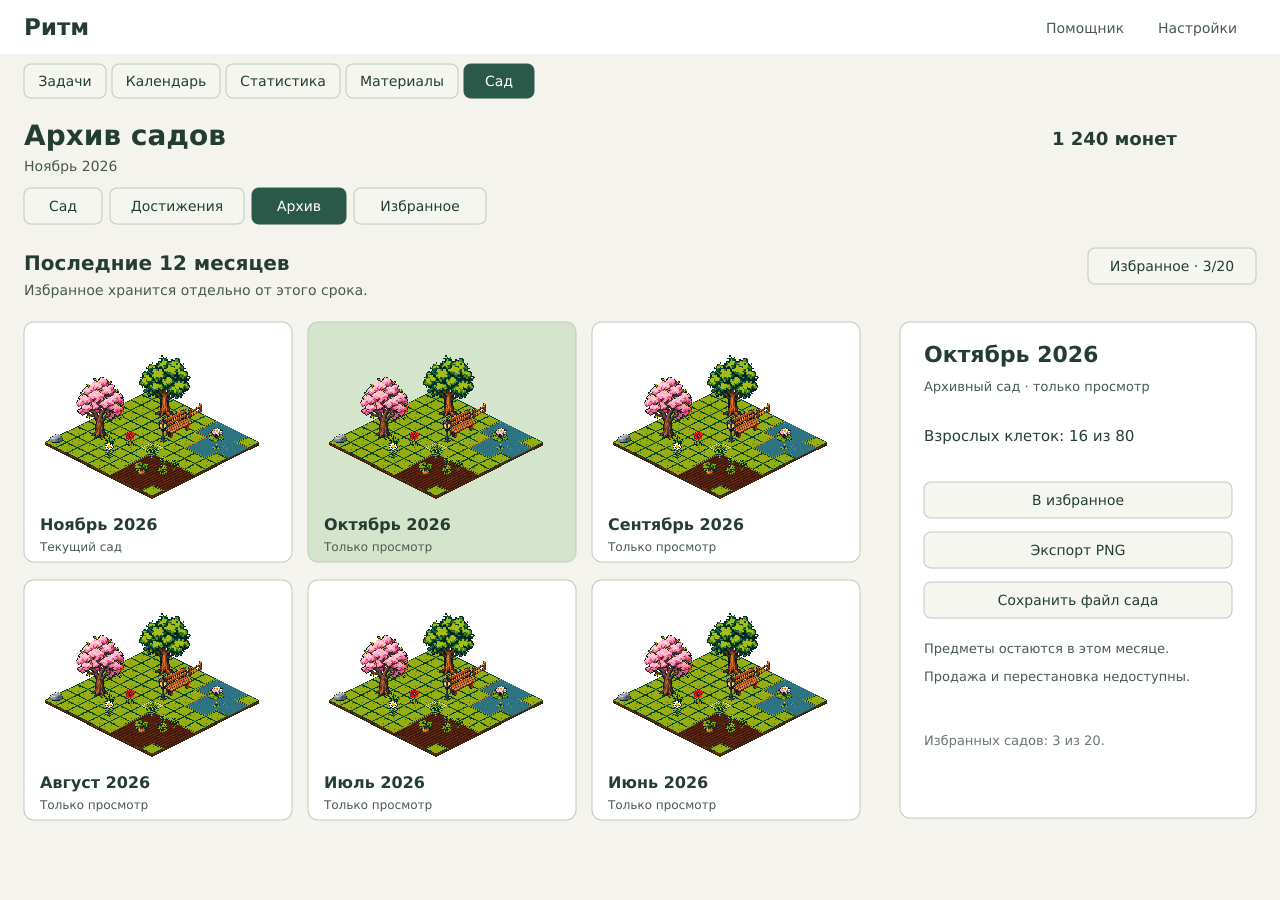 Ритм
Помощник
Настройки
Задачи
Календарь
Статистика
Материалы
Сад
Архив садов
1 240 монет
Ноябрь 2026
Сад
Достижения
Архив
Избранное
Последние 12 месяцев
Избранное · 3/20
Избранное хранится отдельно от этого срока.
Ноябрь 2026
Текущий сад
Октябрь 2026
Только просмотр
Сентябрь 2026
Только просмотр
Август 2026
Только просмотр
Июль 2026
Только просмотр
Июнь 2026
Только просмотр
Октябрь 2026
Архивный сад · только просмотр
Взрослых клеток: 16 из 80
В избранное
Экспорт PNG
Сохранить файл сада
Предметы остаются в этом месяце.
Продажа и перестановка недоступны.
Избранных садов: 3 из 20.